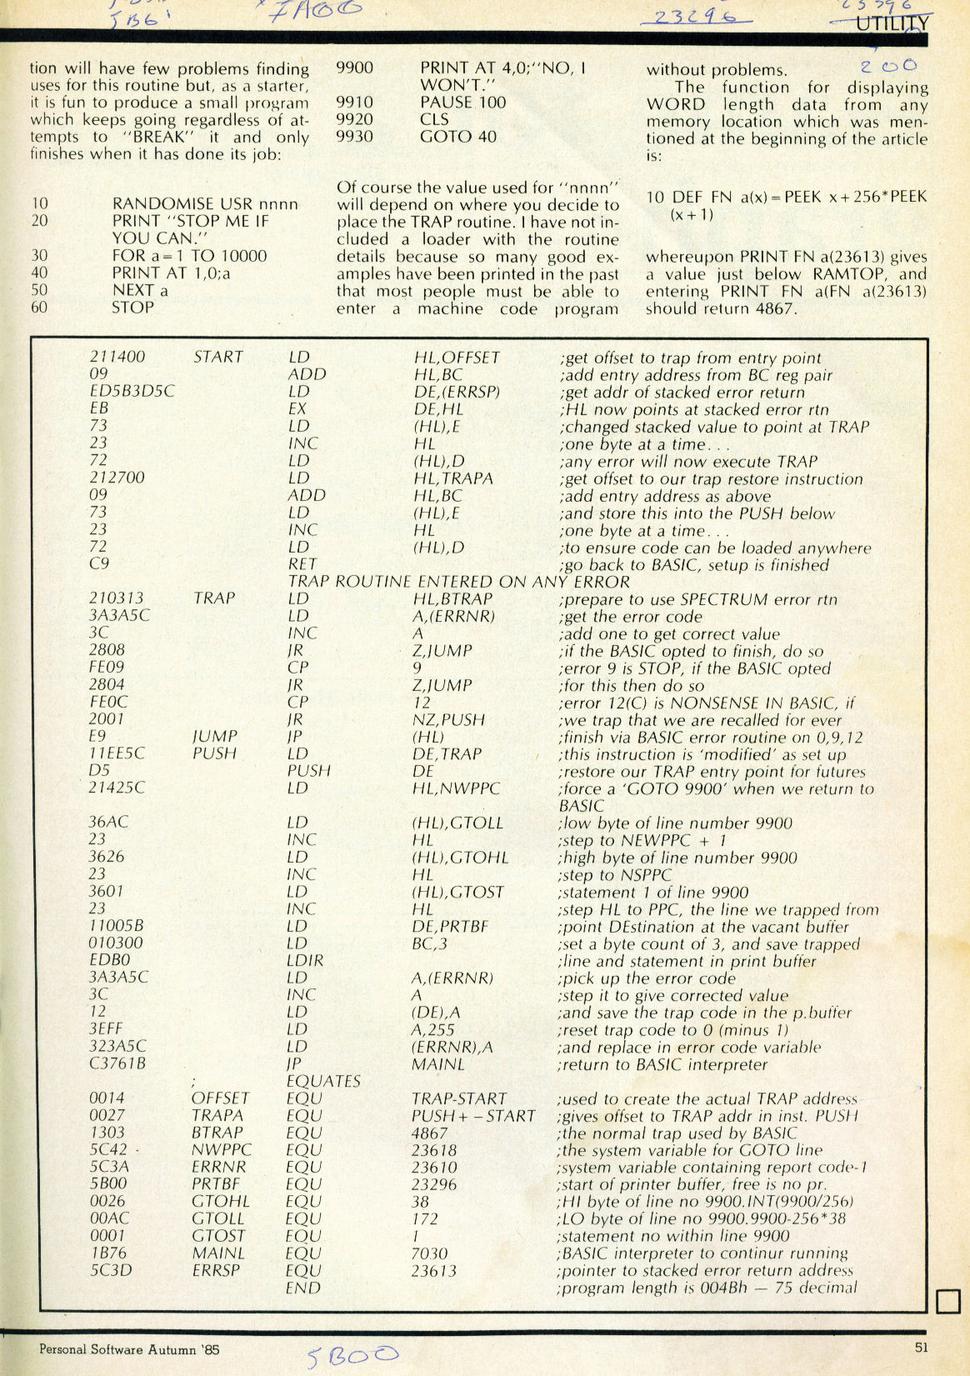 5B6
7A00
23296
UTILITY
200
tion will have few problems finding
uses for this routine but, as a starter,
it is fun to produce a small program
which keeps going regardless of at-
tempts to "BREAK" it and only
finishes when it has done its job:
10 RANDOMISE USR nnnn
20 PRINT "STOP ME IF
YOU CAN."
30 FOR a=1 TO 10000
40 PRINT AT 1,0;a
50 NEXT a
60 STOP
9900 PRINT AT 4,0;"NO, I
WON'T."
9910 PAUSE 100
9920 CLS
9930 GOTO 40
Of course the value used for "nnnn"
will depend on where you decide to
place the TRAP routine. I have not in-
cluded a loader with the routine
details because so many good ex-
amples have been printed in the past
that most people must be able to
enter a machine code program
without problems.
The function for displaying
WORD length data from any
memory location which was men-
tioned at the beginning of the article
is:
10 DEF FN a(x)=PEEK x+256*PEEK
(x+1)
whereupon PRINT FN a(23613) gives
a value just below RAMTOP, and
entering PRINT FN a(FN a(23613)
should return 4867.
211400 START LD HL,OFFSET ;get offset to trap from entry point
09 ADD HL,BC ;add entry address from BC reg pair
ED5B3D5C LD DE,(ERRSP) ;get addr of stacked error return
EB EX DE,HL ;HL now points at stacked error rtn
73 LD (HL),E ;changed stacked value to point at TRAP
23 INC HL ;one byte at a time. . .
72 LD (HL),D ;any error will now execute TRAP
212700 LD HL,TRAPA ;get offset to our trap restore instruction
09 ADD HL,BC ;add entry address as above
73 LD (HL),E ;and store this into the PUSH below
23 INC HL ;one byte at a time. . .
72 LD (HL),D ;to ensure code can be loaded anywhere
C9 RET ;go back to BASIC, setup is finished
TRAP ROUTINE ENTERED ON ANY ERROR
210313 TRAP LD HL,BTRAP ;prepare to use SPECTRUM error rtn
3A3A5C LD A,(ERRNR) ;get the error code
3C INC A ;add one to get correct value
2808 JR Z,JUMP ;if the BASIC opted to finish, do so
FE09 CP 9 ;error 9 is STOP, if the BASIC opted
2804 JR Z,JUMP ;for this then do so
FE0C CP 12 ;error 12(C) is NONSENSE IN BASIC, if
2001 JR NZ,PUSH ;we trap that we are recalled for ever
E9 JUMP JP (HL) ;finish via BASIC error routine on 0,9,12
11EE5C PUSH LD DE,TRAP ;this instruction is 'modified' as set up
D5 PUSH DE ;restore our TRAP entry point for futures
21425C LD HL,NWPPC ;force a 'GOTO 9900' when we return to
BASIC
36AC LD (HL),GTOLL ;low byte of line number 9900
23 INC HL ;step to NEWPPC + 1
3626 LD (HL),GTOHL ;high byte of line number 9900
23 INC HL ;step to NSPPC
3601 LD (HL),GTOST ;statement 1 of line 9900
23 INC HL ;step HL to PPC, the line we trapped from
11005B LD DE,PRTBF ;point DEstination at the vacant buffer
010300 LD BC,3 ;set a byte count of 3, and save trapped
EDB0 LDIR ;line and statement in print buffer
3A3A5C LD A,(ERRNR) ;pick up the error code
3C INC A ;step it to give corrected value
12 LD (DE),A ;and save the trap code in the p.buffer
3EFF LD A,255 ;reset trap code to 0 (minus 1)
323A5C LD (ERRNR),A ;and replace in error code variable
C3761B JP MAINL ;return to BASIC interpreter
; EQUATES
0014 OFFSET EQU TRAP-START ;used to create the actual TRAP address
0027 TRAPA EQU PUSH+-START ;gives offset to TRAP addr in inst. PUSH
1303 BTRAP EQU 4867 ;the normal trap used by BASIC
5C42 NWPPC EQU 23618 ;the system variable for GOTO line
5C3A ERRNR EQU 23610 ;system variable containing report code-1
5B00 PRTBF EQU 23296 ;start of printer buffer, free is no pr.
0026 GTOHL EQU 38 ;HI byte of line no 9900.INT(9900/256)
00AC GTOLL EQU 172 ;LO byte of line no 9900.9900-256*38
0001 GTOST EQU 1 ;statement no within line 9900
1B76 MAINL EQU 7030 ;BASIC interpreter to continur running
5C3D ERRSP EQU 23613 ;pointer to stacked error return address
END ;program length is 004Bh — 75 decimal
Personal Software Autumn '85
5B00
51